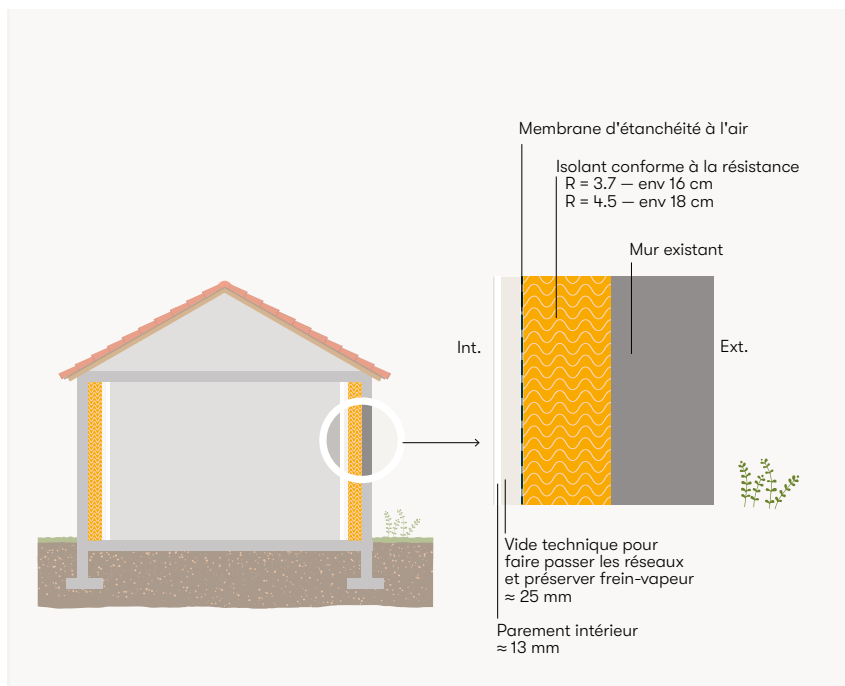 Membrane d'étanchéité à l'air
Isolant conforme à la résistance
R = 3.7 — env 16 cm
R = 4.5 — env 18 cm
Mur existant
Int.
Ext.
Vide technique pour
faire passer les réseaux
et préserver frein-vapeur
≈ 25 mm
Parement intérieur
≈ 13 mm